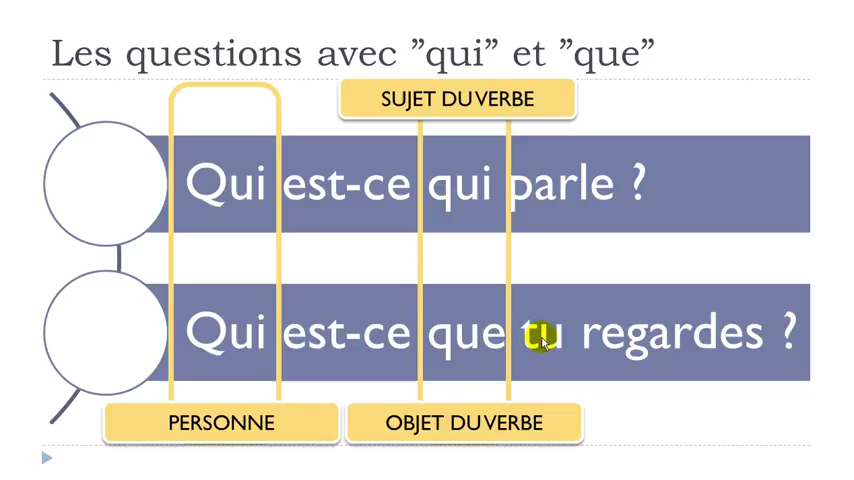 Les questions avec ”qui” et ”que”
SUJET DU VERBE
Qui est-ce qui parle ?
Qui est-ce que tu regardes ?
PERSONNE
OBJET DU VERBE